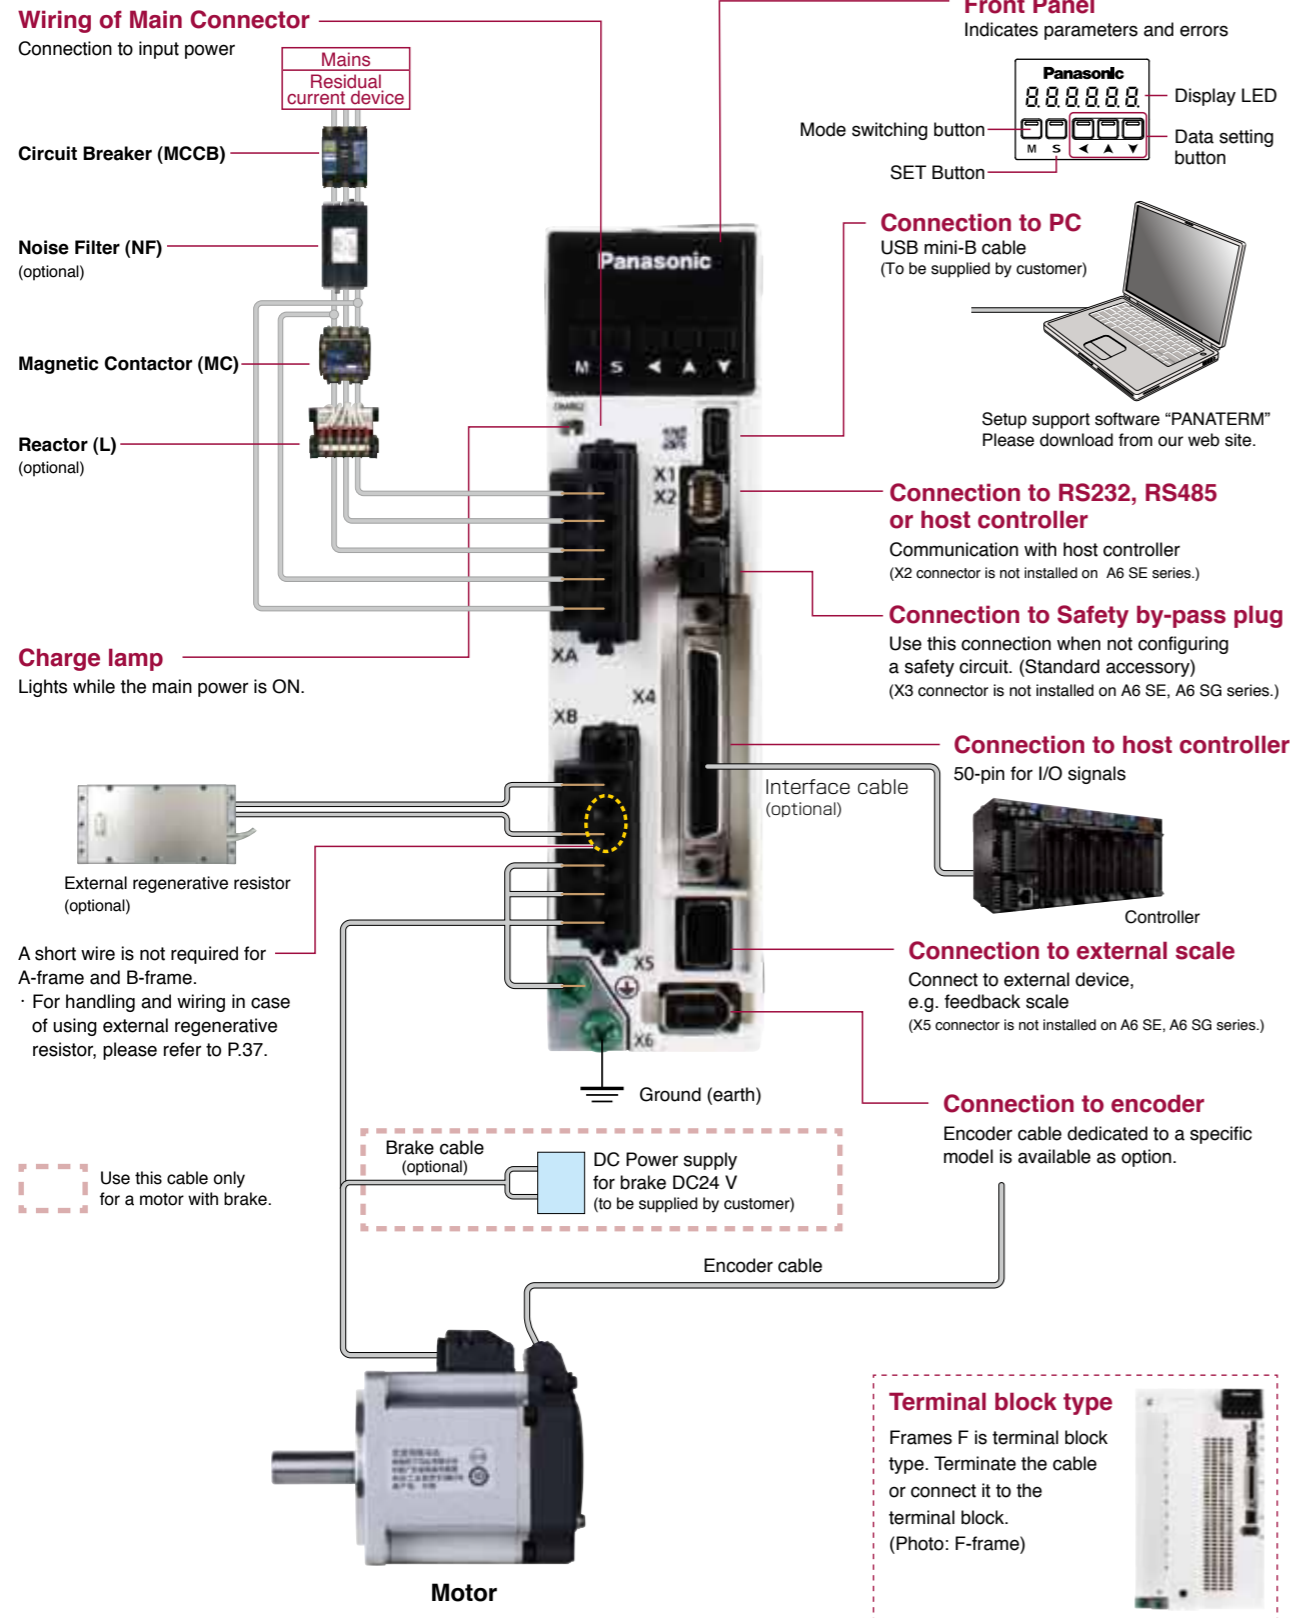 Wiring of Main Connector
Connection to input power
Mains
Residual
current device
Circuit Breaker (MCCB)
Noise Filter (NF)
(optional)
Magnetic Contactor (MC)
Reactor (L)
(optional)
Charge lamp
Lights while the main power is ON.
External regenerative resistor
(optional)
A short wire is not required for
A-frame and B-frame.
· For handling and wiring in case
of using external regenerative
resistor, please refer to P.37.
Use this cable only
for a motor with brake.
Panasonic
M S
CHARGE
X1
X2
X3
XA
X4
XB
X5
X6
Ground (earth)
Front Panel
Indicates parameters and errors
Panasonic
8.8.8.8.8.8.
M S
Display LED
Mode switching button
Data setting
button
SET Button
Connection to PC
USB mini-B cable
(To be supplied by customer)
Setup support software “PANATERM”
Please download from our web site.
Connection to RS232, RS485
or host controller
Communication with host controller
(X2 connector is not installed on A6 SE series.)
Connection to Safety by-pass plug
Use this connection when not configuring
a safety circuit. (Standard accessory)
(X3 connector is not installed on A6 SE, A6 SG series.)
Connection to host controller
50-pin for I/O signals
Interface cable
(optional)
Controller
Connection to external scale
Connect to external device,
e.g. feedback scale
(X5 connector is not installed on A6 SE, A6 SG series.)
Connection to encoder
Encoder cable dedicated to a specific
model is available as option.
Brake cable
(optional)
DC Power supply
for brake DC24 V
(to be supplied by customer)
Encoder cable
Motor
Terminal block type
Frames F is terminal block
type. Terminate the cable
or connect it to the
terminal block.
(Photo: F-frame)
Panasonic